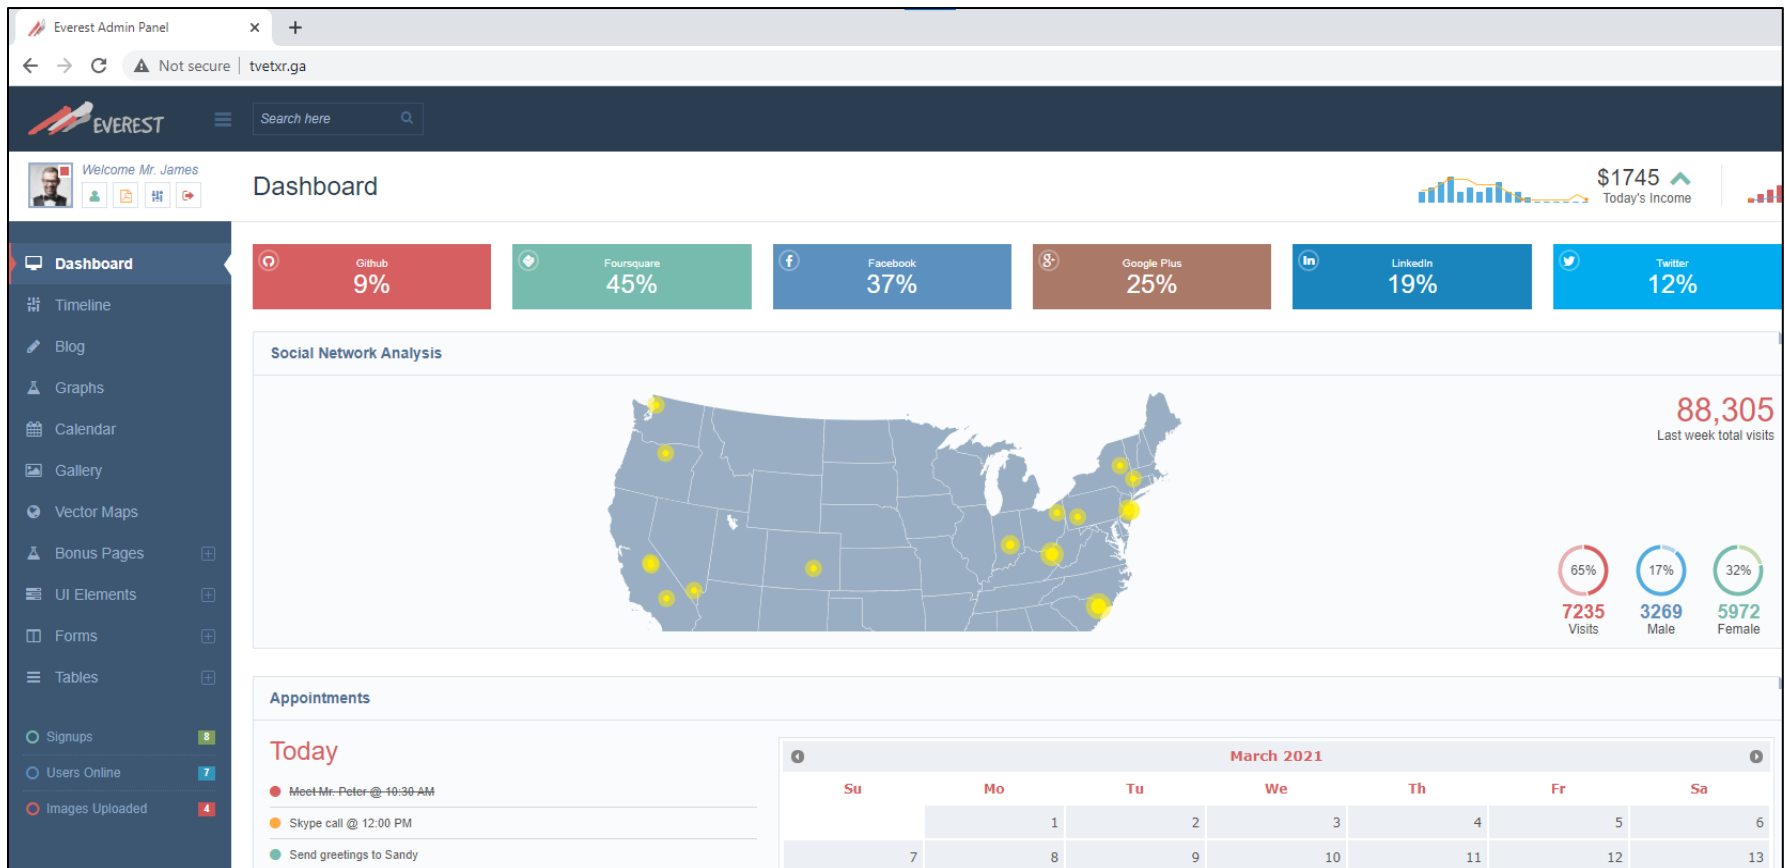 Everest Admin Panel
Not secure | tvetxr.ga
EVEREST
Search here
Welcome Mr. James
Dashboard
$1745
Today's Income
Dashboard
Timeline
Blog
Graphs
Calendar
Gallery
Vector Maps
Bonus Pages
UI Elements
Forms
Tables
Signups 8
Users Online 7
Images Uploaded 4
Github
9%
Foursquare
45%
Facebook
37%
Google Plus
25%
LinkedIn
19%
Twitter
12%
Social Network Analysis
88,305
Last week total visits
65% 17% 32%
7235 3269 5972
Visits Male Female
Appointments
Today
Meet Mr. Peter @ 10:30 AM
Skype call @ 12:00 PM
Send greetings to Sandy
March 2021
Su Mo Tu We Th Fr Sa
1 2 3 4 5 6
7 8 9 10 11 12 13